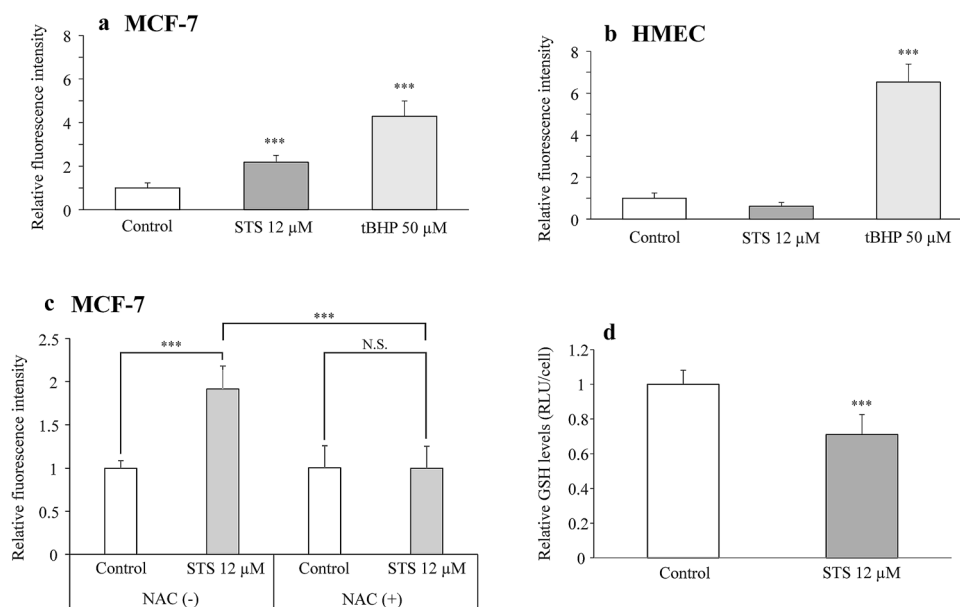 a MCF-7
Relative fluorescence intensity
8
6
4
2
0
***
***
Control
STS 12 µM
tBHP 50 µM
b HMEC
Relative fluorescence intensity
8
6
4
2
0
***
Control
STS 12 µM
tBHP 50 µM
c MCF-7
Relative fluorescence intensity
2.5
2
1.5
1
0.5
0
***
***
N.S.
Control
STS 12 µM
Control
STS 12 µM
NAC (-)
NAC (+)
d
Relative GSH levels (RLU/cell)
1.2
1
0.8
0.6
0.4
0.2
0
***
Control
STS 12 µM